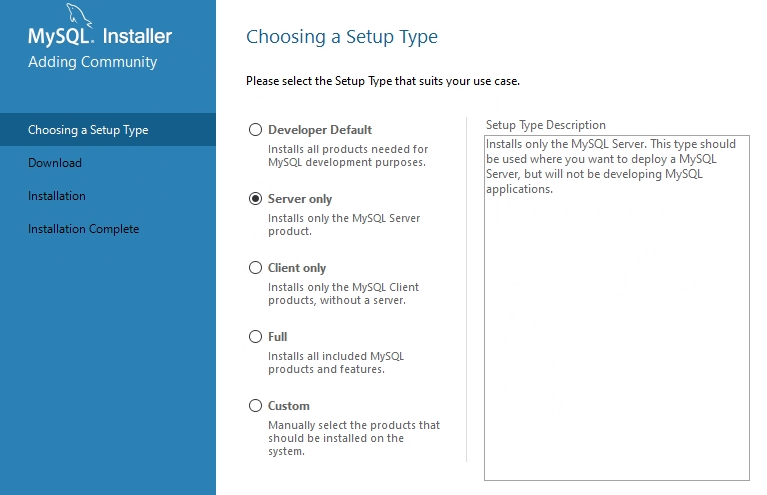 MySQL. Installer
Adding Community
Choosing a Setup Type
Download
Installation
Installation Complete
Choosing a Setup Type
Please select the Setup Type that suits your use case.
Developer Default
Installs all products needed for
MySQL development purposes.
Server only
Installs only the MySQL Server
product.
Client only
Installs only the MySQL Client
products, without a server.
Full
Installs all included MySQL
products and features.
Custom
Manually select the products that
should be installed on the
system.
Setup Type Description
Installs only the MySQL Server. This type should
be used where you want to deploy a MySQL
Server, but will not be developing MySQL
applications.